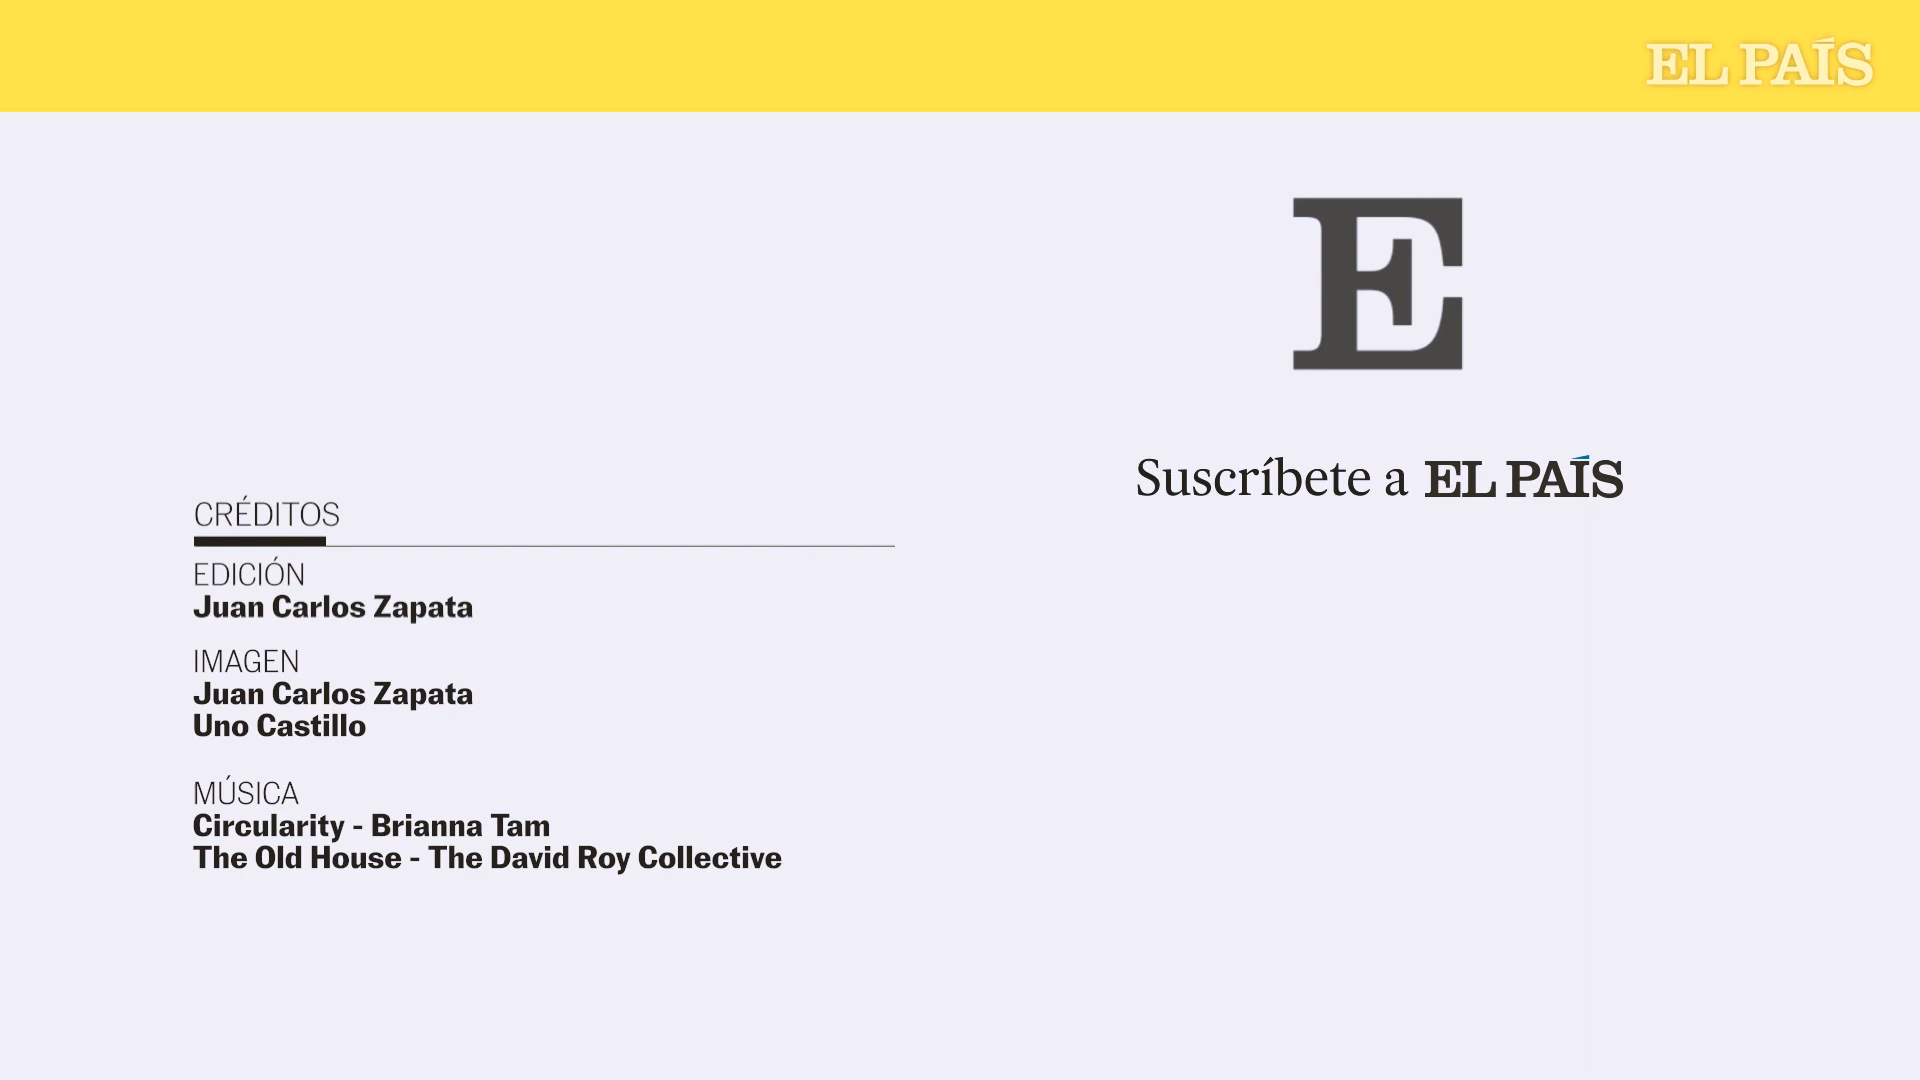 EL PAÍS
E
Suscríbete a EL PAÍS
CRÉDITOS
EDICIÓN
Juan Carlos Zapata
IMAGEN
Juan Carlos Zapata
Uno Castillo
MÚSICA
Circularity - Brianna Tam
The Old House - The David Roy Collective